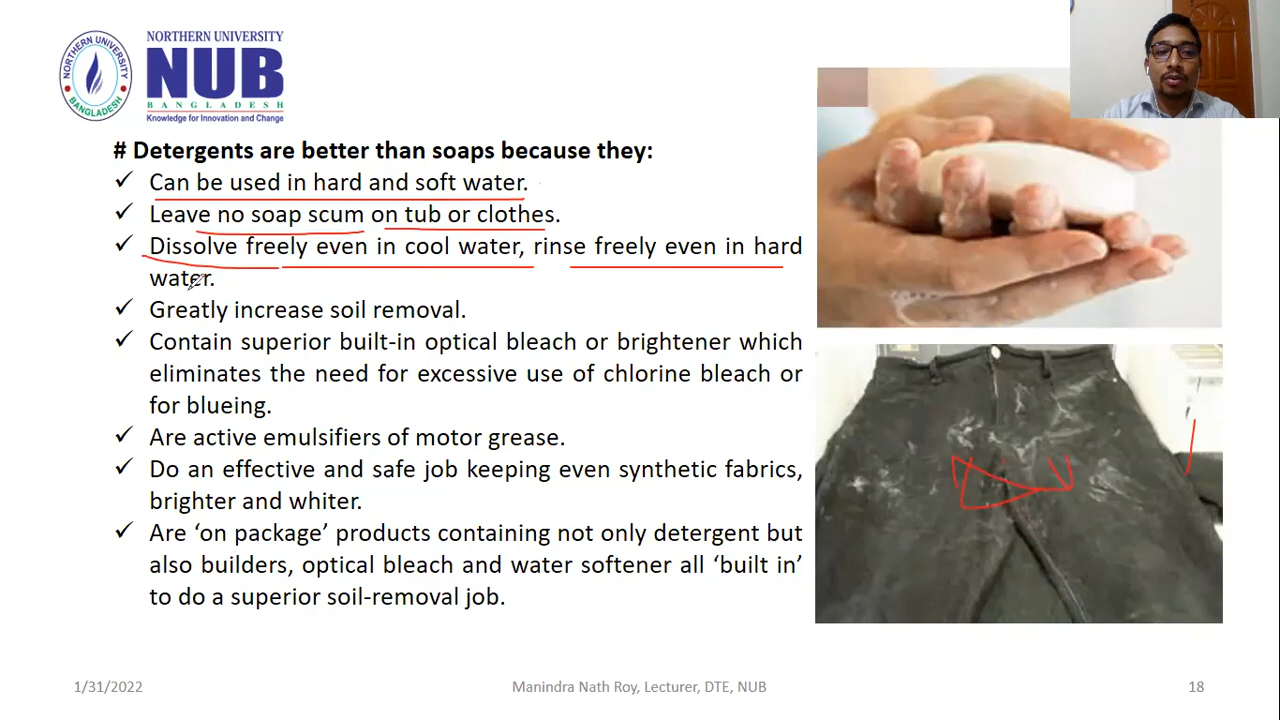 NORTHERN UNIVERSITY
BANGLADESH
NORTHERN UNIVERSITY
NUB
BANGLADESH
Knowledge for Innovation and Change
# Detergents are better than soaps because they:
✓ Can be used in hard and soft water.
✓ Leave no soap scum on tub or clothes.
✓ Dissolve freely even in cool water, rinse freely even in hard
water.
✓ Greatly increase soil removal.
✓ Contain superior built-in optical bleach or brightener which
eliminates the need for excessive use of chlorine bleach or
for blueing.
✓ Are active emulsifiers of motor grease.
✓ Do an effective and safe job keeping even synthetic fabrics,
brighter and whiter.
✓ Are ‘on package’ products containing not only detergent but
also builders, optical bleach and water softener all ‘built in’
to do a superior soil-removal job.
1/31/2022
Manindra Nath Roy, Lecturer, DTE, NUB
18